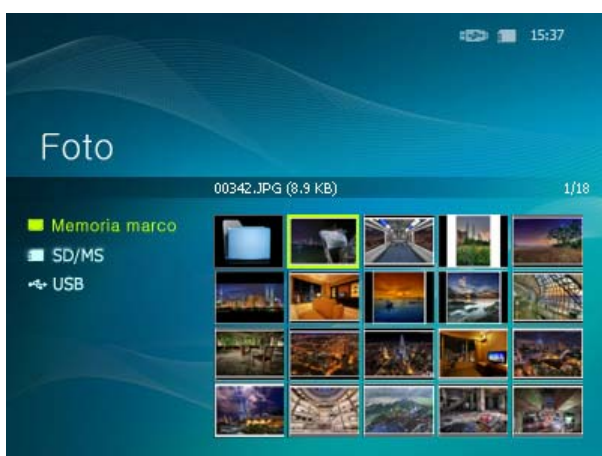 15:37
Foto
00342.JPG (8.9 KB) 1/18
Memoria marco
SD/MS
USB